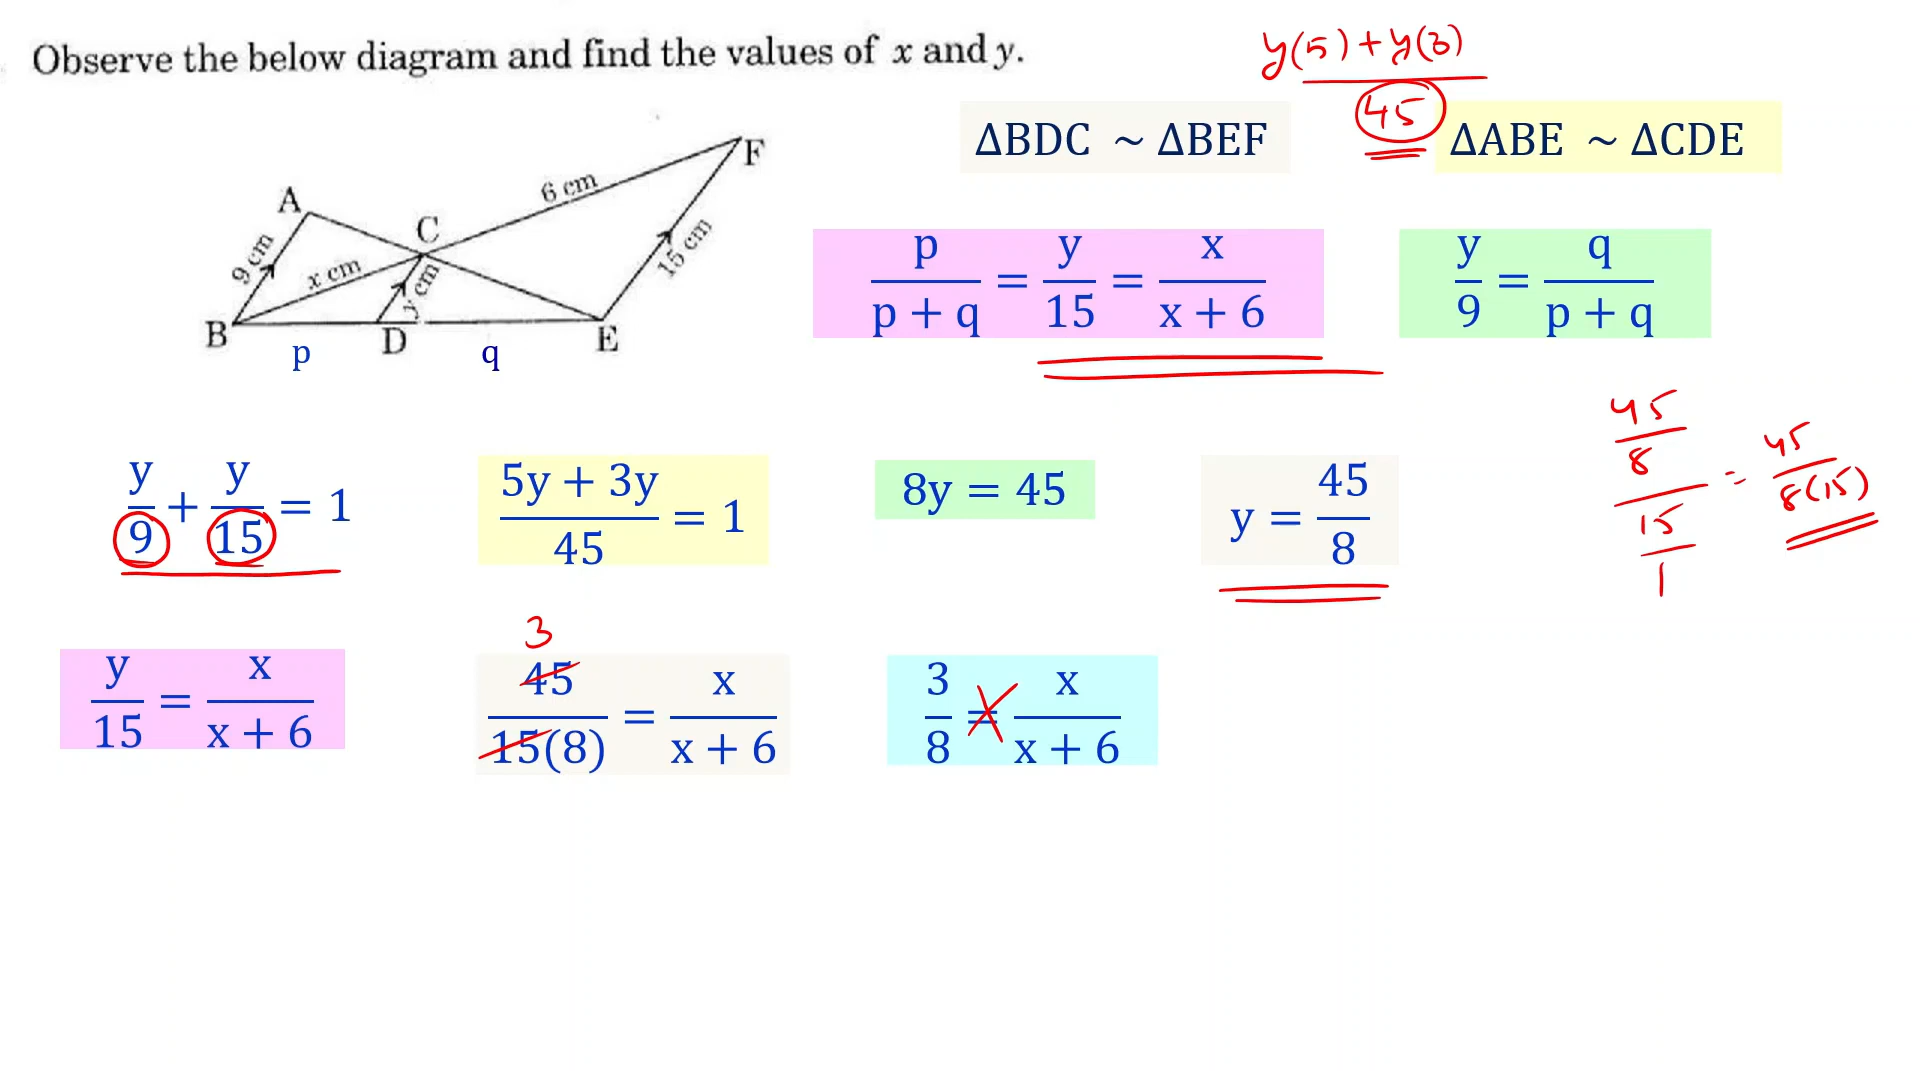 Observe the below diagram and find the values of x and y.
y(5) + y(3)
45
ΔBDC ~ ΔBEF
ΔABE ~ ΔCDE
A
B
C
D
E
F
9 cm
x cm
y cm
6 cm
15 cm
p
q
p/(p + q) = y/15 = x/(x + 6)
y/9 = q/(p + q)
y/9 + y/15 = 1
(5y + 3y)/45 = 1
8y = 45
y = 45/8
(45/8)/(15/1) = 45/8(15)
y/15 = x/(x + 6)
3
45/15(8) = x/(x + 6)
3/8 = x/(x + 6)